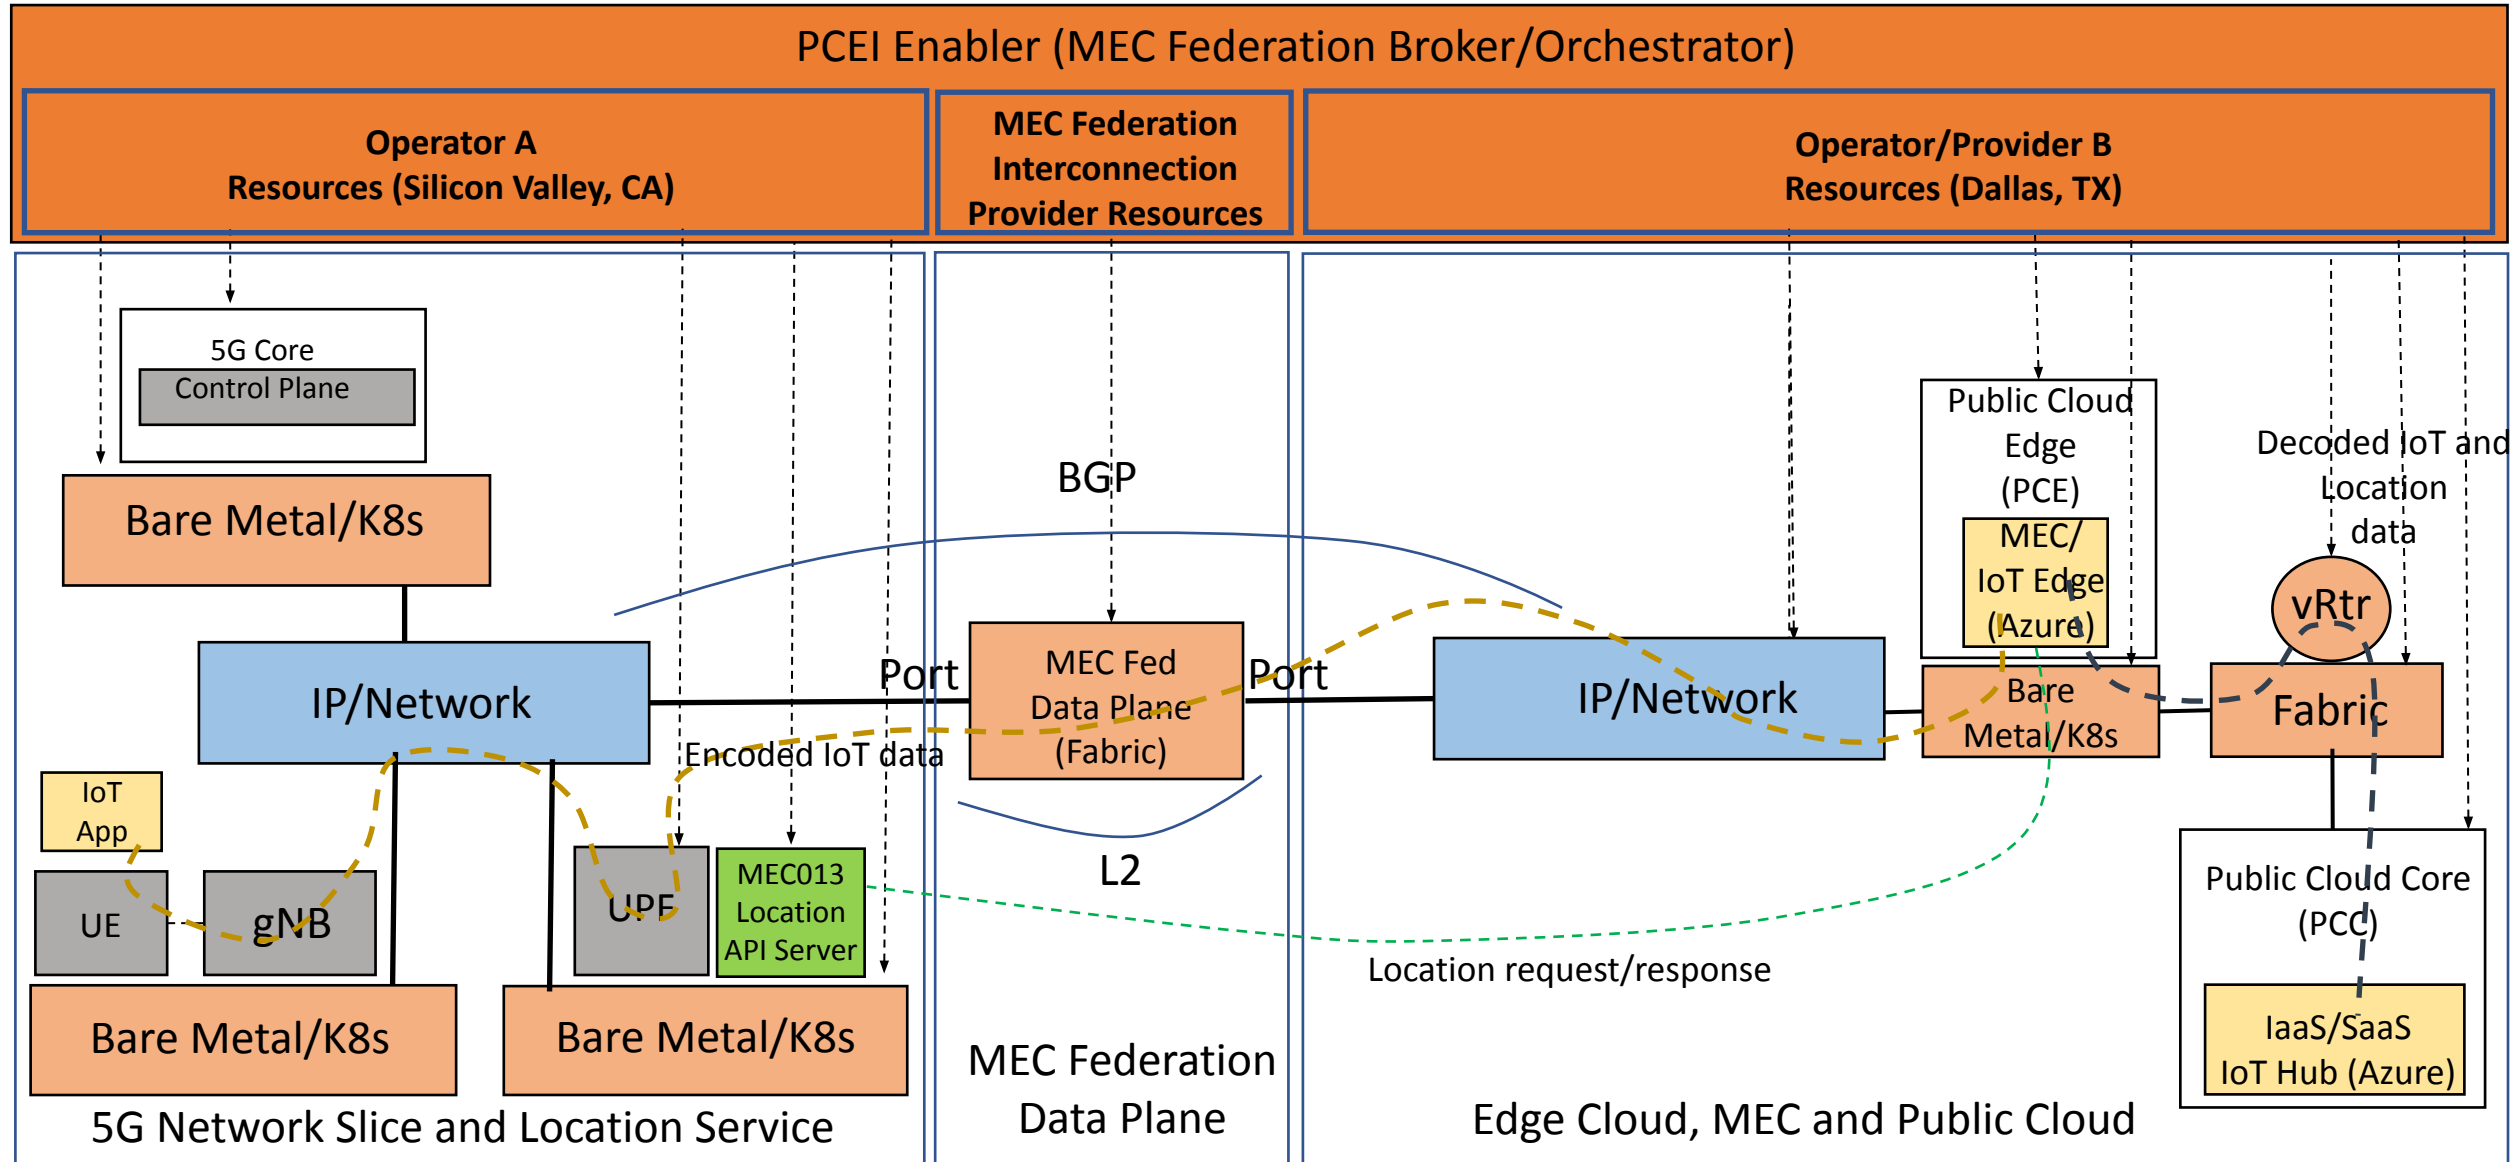 PCEI Enabler (MEC Federation Broker/Orchestrator)
Operator A
Resources (Silicon Valley, CA)
MEC Federation
Interconnection
Provider Resources
Operator/Provider B
Resources (Dallas, TX)
5G Core
Control Plane
Bare Metal/K8s
IP/Network
IoT
App
UE
gNB
UPF
MEC013
Location
API Server
Bare Metal/K8s
Bare Metal/K8s
5G Network Slice and Location Service
Encoded IoT data
Port
BGP
MEC Fed
Data Plane
(Fabric)
Port
L2
MEC Federation
Data Plane
IP/Network
Public Cloud
Edge
(PCE)
MEC/
IoT Edge
(Azure)
Bare
Metal/K8s
Decoded IoT and
Location
data
vRtr
Fabric
Location request/response
Public Cloud Core
(PCC)
IaaS/SaaS
IoT Hub (Azure)
Edge Cloud, MEC and Public Cloud